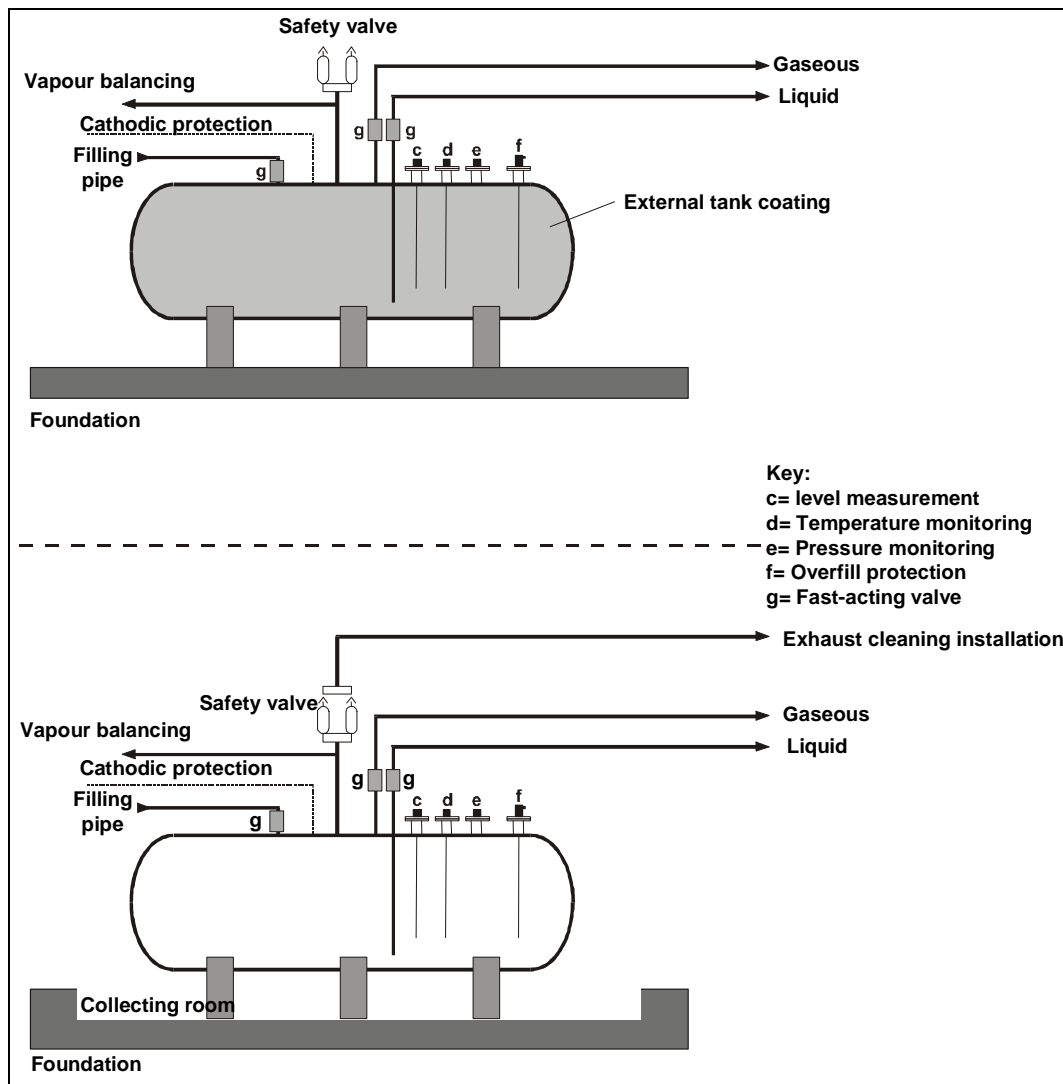 Safety valve
Vapour balancing
Gaseous
Liquid
Cathodic protection
Filling
pipe
g
g
g
c
d
e
f
External tank coating
Foundation
Key:
c= level measurement
d= Temperature monitoring
e= Pressure monitoring
f= Overfill protection
g= Fast-acting valve
Exhaust cleaning installation
Safety valve
Vapour balancing
Gaseous
Liquid
Cathodic protection
Filling
pipe
g
g
g
c
d
e
f
Collecting room
Foundation